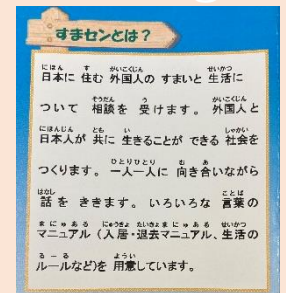 すまセンとは？
日本に 住む 外国人の すまいと 生活に
ついて 相談を 受けます。 外国人と
日本人が 共に 生きることが できる 社会を
つくります。 一人一人に 向き合いながら
話を ききます。 いろいろな 言葉の
マニュアル（入居・退去マニュアル、生活の
ルールなど）を 用意しています。